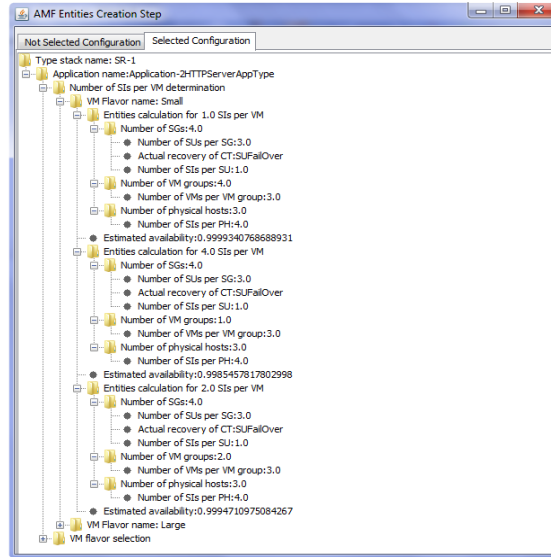 AMF Entities Creation Step
Not Selected Configuration Selected Configuration
Type stack name: SR-1
Application name:Application-2HTTPServerAppType
Number of SIs per VM determination
VM Flavor name: Small
Entities calculation for 1.0 SIs per VM
Number of SGs:4.0
Number of SUs per SG:3.0
Actual recovery of CT:SUFailOver
Number of SIs per SU:1.0
Number of VM groups:4.0
Number of VMs per VM group:3.0
Number of physical hosts:3.0
Number of SIs per PH:4.0
Estimated availability:0.9999340768688931
Entities calculation for 4.0 SIs per VM
Number of SGs:4.0
Number of SUs per SG:3.0
Actual recovery of CT:SUFailOver
Number of SIs per SU:1.0
Number of VM groups:1.0
Number of VMs per VM group:3.0
Number of physical hosts:3.0
Number of SIs per PH:4.0
Estimated availability:0.9985457817802998
Entities calculation for 2.0 SIs per VM
Number of SGs:4.0
Number of SUs per SG:3.0
Actual recovery of CT:SUFailOver
Number of SIs per SU:1.0
Number of VM groups:2.0
Number of VMs per VM group:3.0
Number of physical hosts:3.0
Number of SIs per PH:4.0
Estimated availability:0.9994710975084267
VM Flavor name: Large
VM flavor selection